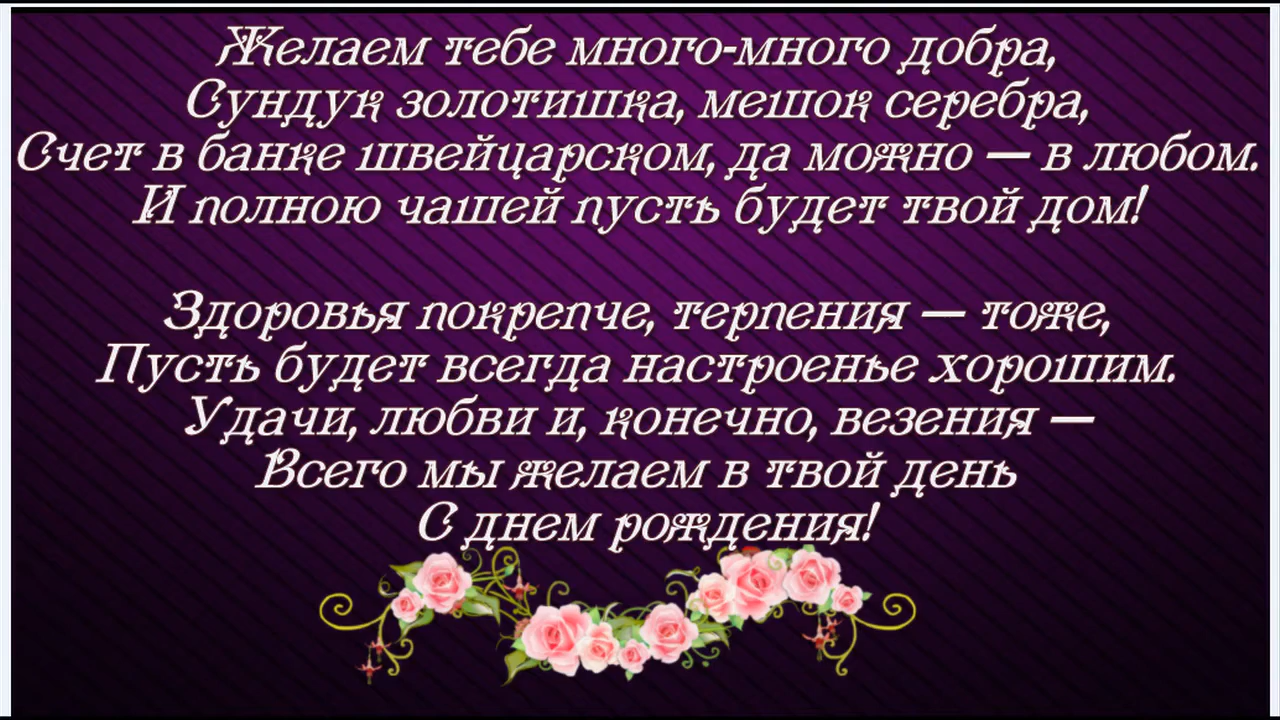 Желаем тебе много-много добра,
Сундук золотишка, мешок серебра,
Счет в банке швейцарском, да можно — в любом.
И полною чашей пусть будет твой дом!
Здоровья покрепче, терпения — тоже,
Пусть будет всегда настроенье хорошим.
Удачи, любви и, конечно, везения —
Всего мы желаем в твой день
С днем рождения!